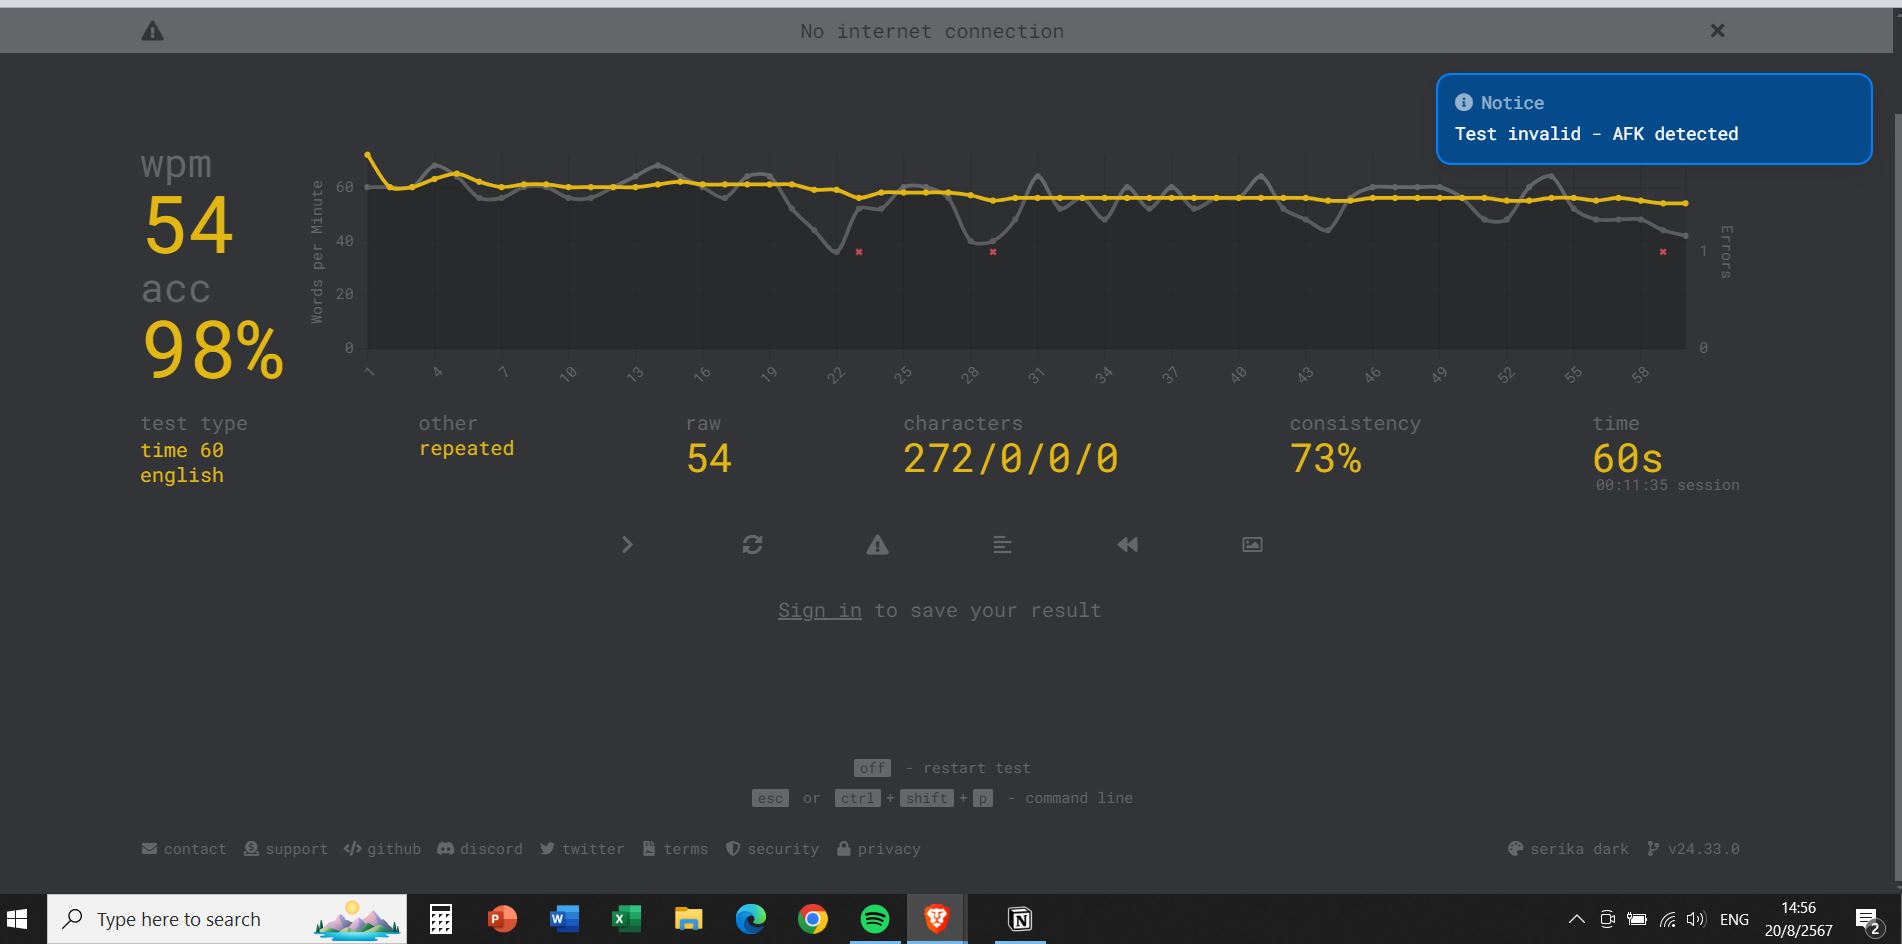 No internet connection
Notice
Test invalid - AFK detected
wpm
54
acc
98%
Words per Minute
60
40
20
0
Errors
1
0
1 4 7 10 13 16 19 22 25 28 31 34 37 40 43 46 49 52 55 58
test type
time 60
english
other
repeated
raw
54
characters
272/0/0/0
consistency
73%
time
60s
00:11:35 session
Sign in to save your result
off - restart test
esc or ctrl + shift + p - command line
contact support github discord twitter terms security privacy serika dark v24.33.0
Type here to search
ENG
14:56
20/8/2567
2